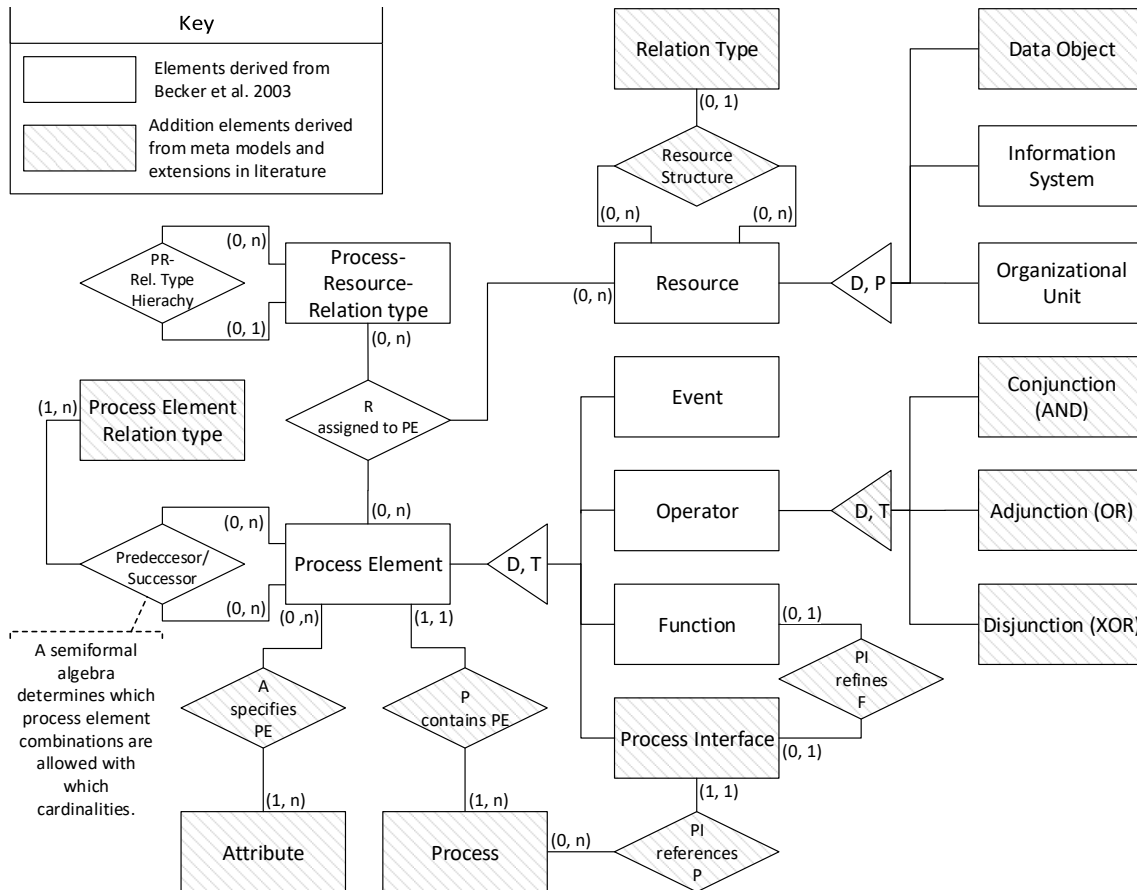 Key
Elements derived from
Becker et al. 2003
Addition elements derived
from meta models and
extensions in literature
Relation Type
(0, 1)
Resource
Structure
(0, n)
(0, n)
Resource
(0, n)
D, P
Data Object
Information
System
Organizational
Unit
(0, n)
PR-
Rel. Type
Hierachy
(0, 1)
Process-
Resource-
Relation type
(0, n)
R
assigned to PE
(0, n)
(1, n)
Process Element
Relation type
(0, n)
Predeccesor/
Successor
(0, n)
Process Element
D, T
Event
Operator
D, T
Conjunction
(AND)
Adjunction (OR)
Disjunction (XOR)
Function
(0, 1)
PI
refines
F
(0, 1)
Process Interface
(1, 1)
PI
references
P
(0, n)
(0 ,n)
A
specifies
PE
(1, n)
Attribute
(1, 1)
P
contains PE
(1, n)
Process
A semiformal
algebra
determines which
process element
combinations are
allowed with
which
cardinalities.